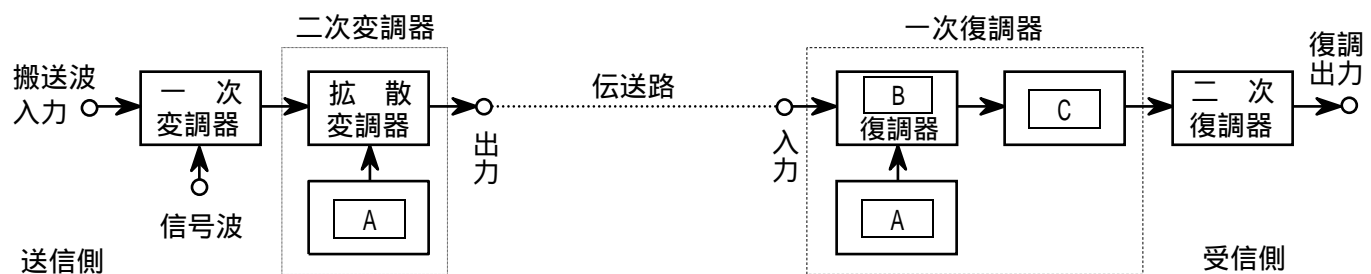 二次変調器
一次復調器
搬送波
入力
一 次
変調器
信号波
拡 散
変調器
A
出力
伝送路
入力
B
復調器
A
C
二 次
復調器
復調
出力
送信側
受信側